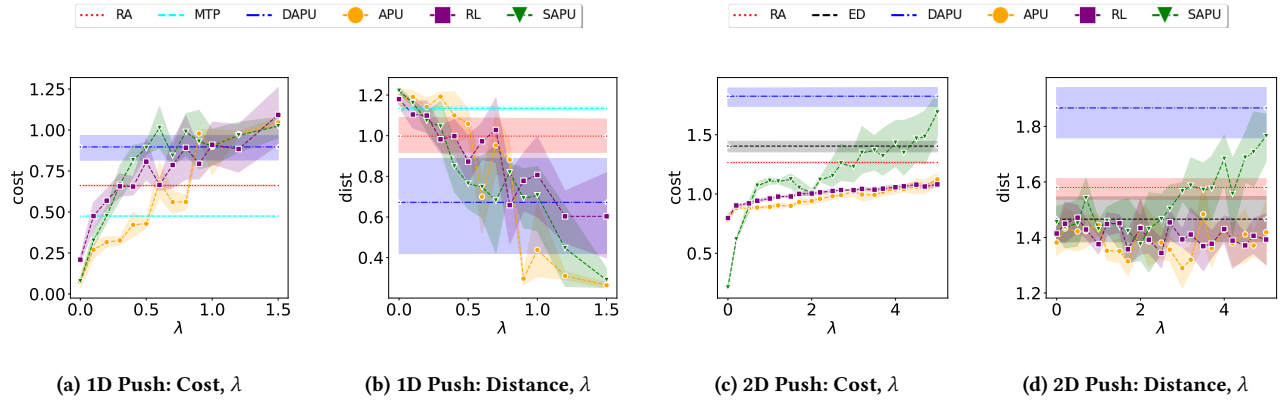 RA MTP DAPU APU RL SAPU
RA ED DAPU APU RL SAPU
1.25
1.00
0.75
0.50
0.25
0.00
cost
0.0 0.5 1.0 1.5
λ
1.2
1.0
0.8
0.6
0.4
dist
0.0 0.5 1.0 1.5
λ
1.5
1.0
0.5
cost
0 2 4
λ
1.8
1.6
1.4
1.2
dist
0 2 4
λ
(a) 1D Push: Cost, λ
(b) 1D Push: Distance, λ
(c) 2D Push: Cost, λ
(d) 2D Push: Distance, λ